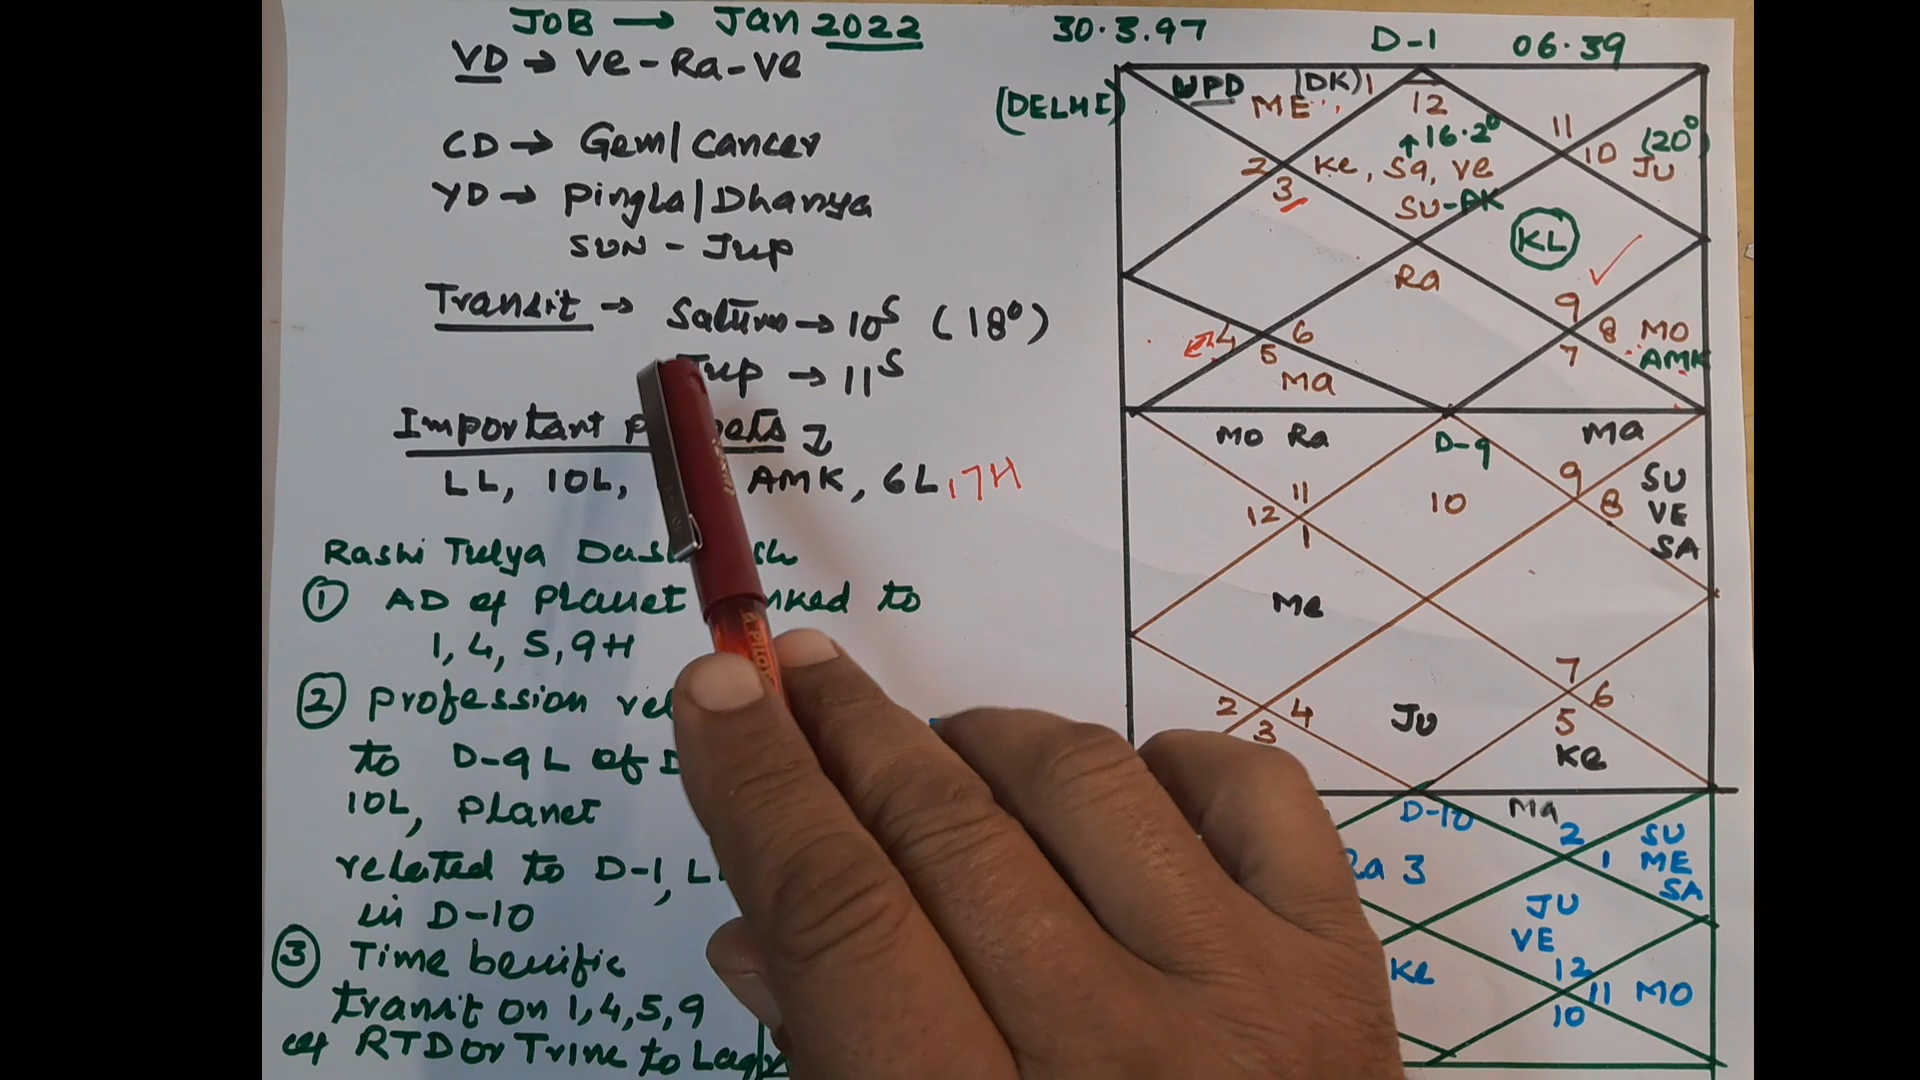 JOB → Jan 2022
VD → Ve - Ra - Ve
CD → Gem/Cancer
YD → Pingla/Dhanya
SUN - Jup
Transit → Saturn → 10S (18°)
Jup → 11S
Important
LL, 10L, AMK, 6L, 7H
Rashi Tulya
① AD of Planet to
1, 4, 5, 9H
② Profession
to D-9L of
10L, Planet
related to D-1,
in D-10
③ Time benific
transit on 1, 4, 5, 9
of RTD or Trine to
30.3.97 D-1 06.39
(DELHI)
UPD (DK) 1
ME
12
↑16.2°
11
10 (20°)
JU
2
3
Ke, Sa, Ve
SU-AK
KL
Ra
9
4
6
5
Ma
8 MO
7 AMK
MO Ra D-9 Ma
11
12
1
10
9 SU
8 VE
SA
Me
2
4
3
JU
7
6
5
Ke
D-10 Ma
2 SU
1 ME
SA
Ra 3
JU
VE
Ke
12
11 MO
10